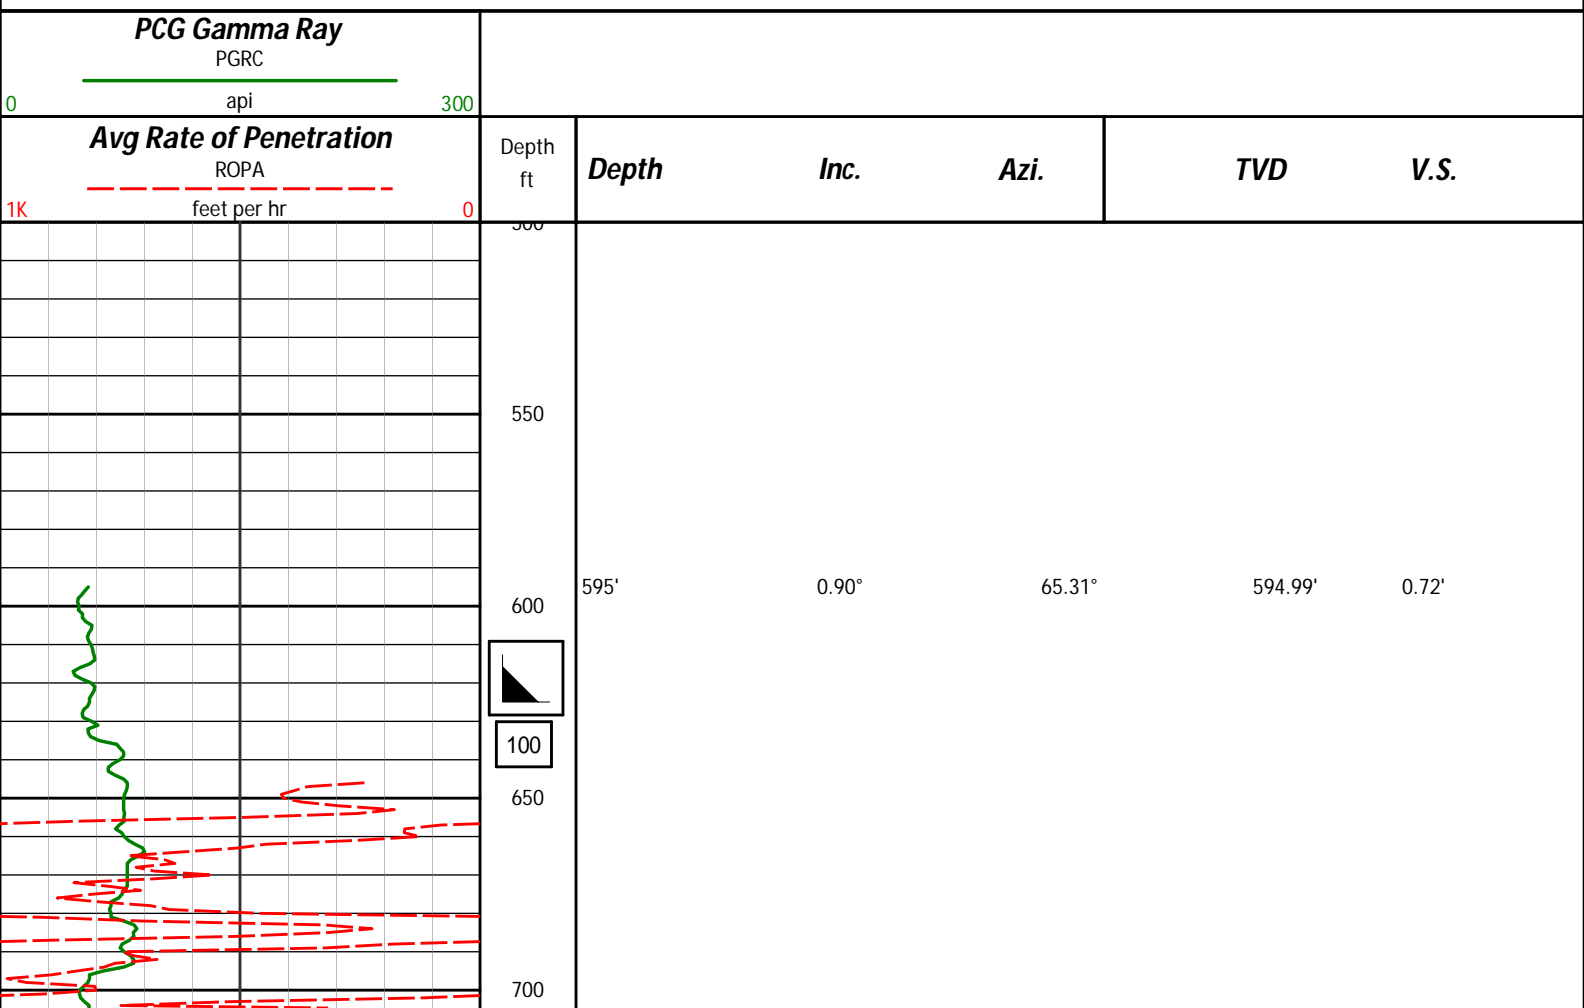 PCG Gamma Ray
PGRC
0 api 300
Avg Rate of Penetration
ROPA
1K feet per hr 0
Depth
ft
Depth Inc. Azi. TVD V.S.
500
550
595' 0.90° 65.31° 594.99' 0.72'
600
100
650
700